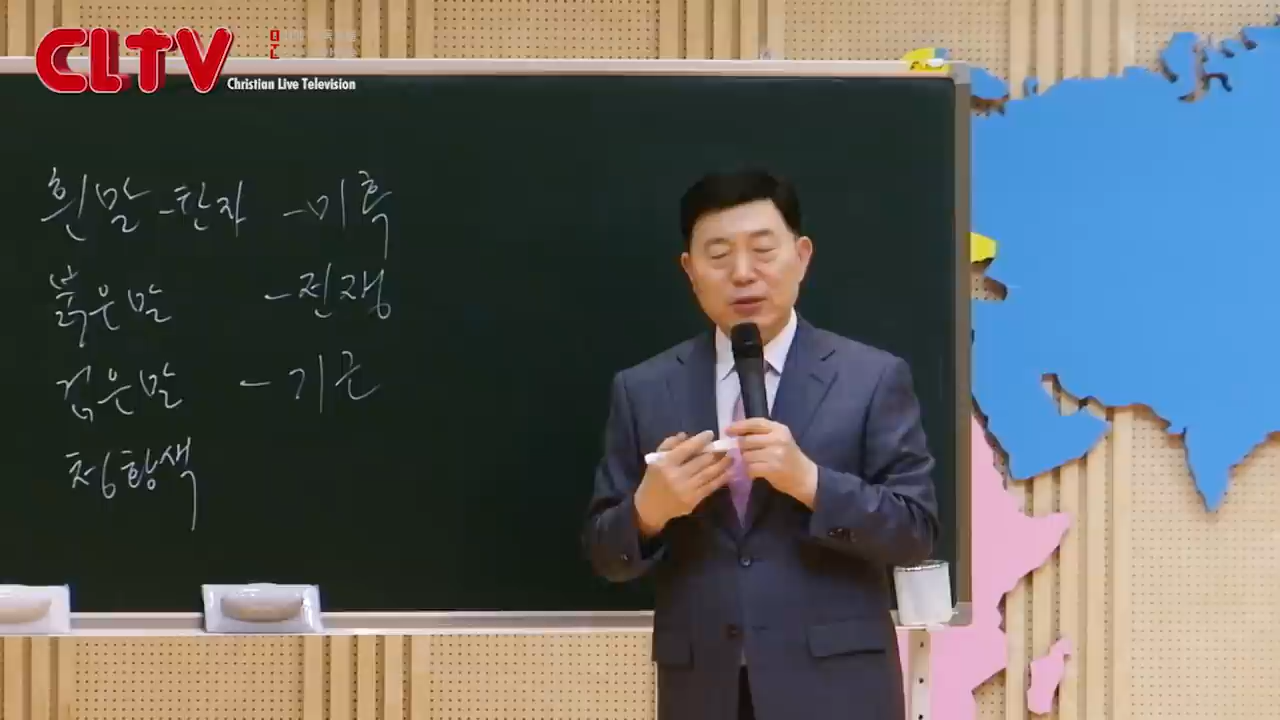 CLTV
Christian Live Television
흰말 - 한자 - 미혹
붉은말 - 전쟁
검은말 - 기근
청황색